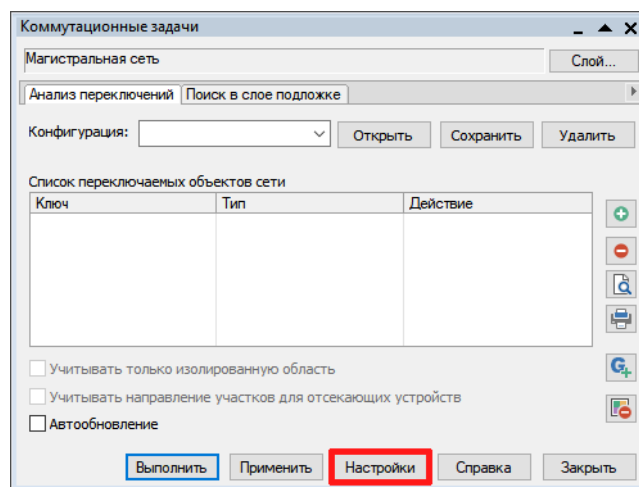 Коммутационные задачи
Магистральная сеть
Слой...
Анализ переключений Поиск в слое подложке
Конфигурация: Открыть Сохранить Удалить
Список переключаемых объектов сети
Ключ Тип Действие
Учитывать только изолированную область
Учитывать направление участков для отсекающих устройств
Автообновление
Выполнить Применить Настройки Справка Закрыть